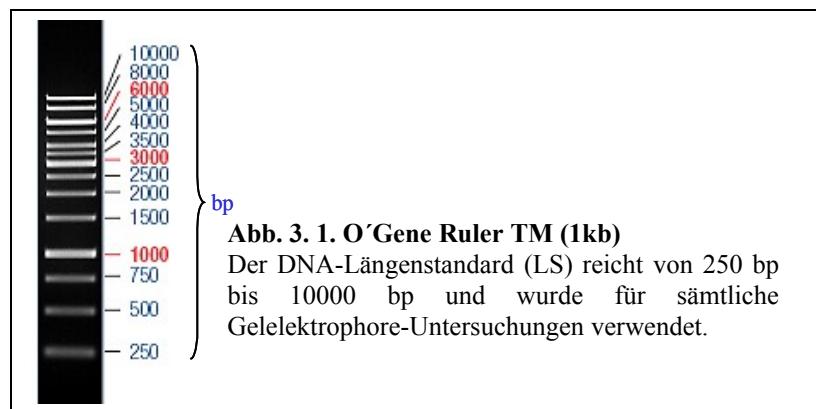 10000
8000
6000
5000
4000
3500
3000
2500
2000
1500
1000
750
500
250
bp
Abb. 3. 1. O´Gene Ruler TM (1kb)
Der DNA-Längenstandard (LS) reicht von 250 bp
bis 10000 bp und wurde für sämtliche
Gelelektrophore-Untersuchungen verwendet.